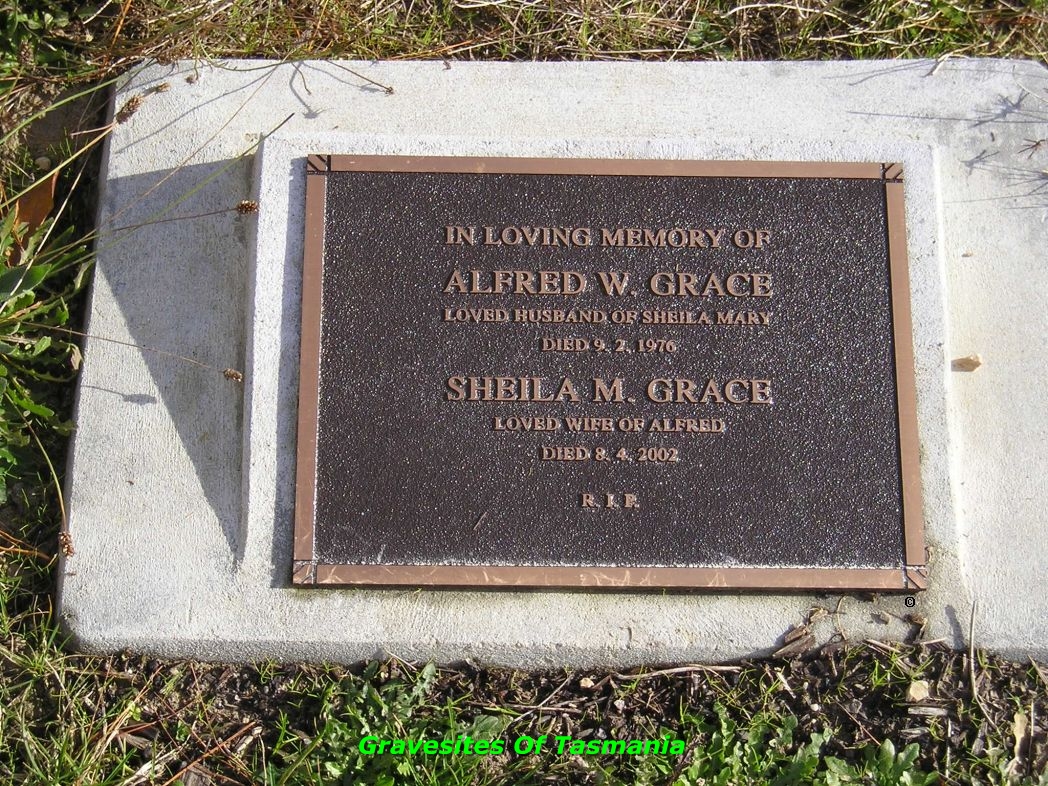 IN LOVING MEMORY OF
ALFRED W. GRACE
LOVED HUSBAND OF SHEILA MARY
DIED 9. 2. 1976
SHEILA M. GRACE
LOVED WIFE OF ALFRED
DIED 8. 4. 2002
R. I. P.
©
Gravesites Of Tasmania